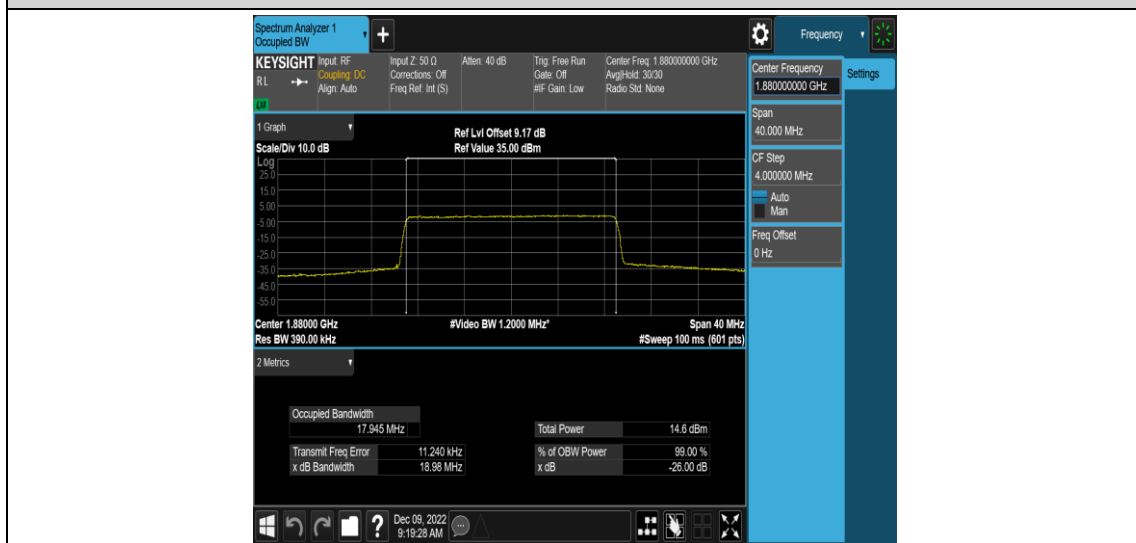 Spectrum Analyzer 1
Occupied BW
+
Frequency
KEYSIGHT
RL
Input: RF
Coupling: DC
Align: Auto
Input Z: 50 Ω
Corrections: Off
Freq Ref: Int (S)
Atten: 40 dB
Trig: Free Run
Gate: Off
#IF Gain: Low
Center Freq: 1.880000000 GHz
Avg|Hold: 30/30
Radio Std: None
LXI
1 Graph
Scale/Div 10.0 dB
Ref Lvl Offset 9.17 dB
Ref Value 35.00 dBm
Log
25.0
15.0
5.00
-5.00
-15.0
-25.0
-35.0
-45.0
-55.0
Center 1.88000 GHz
Res BW 390.00 kHz
#Video BW 1.2000 MHz*
Span 40 MHz
#Sweep 100 ms (601 pts)
2 Metrics
Occupied Bandwidth
17.945 MHz
Total Power 14.6 dBm
Transmit Freq Error 11.240 kHz
% of OBW Power 99.00 %
x dB Bandwidth 18.98 MHz
x dB -26.00 dB
?
Dec 09, 2022
9:19:28 AM
Center Frequency
1.880000000 GHz
Settings
Span
40.000 MHz
CF Step
4.000000 MHz
Auto
Man
Freq Offset
0 Hz